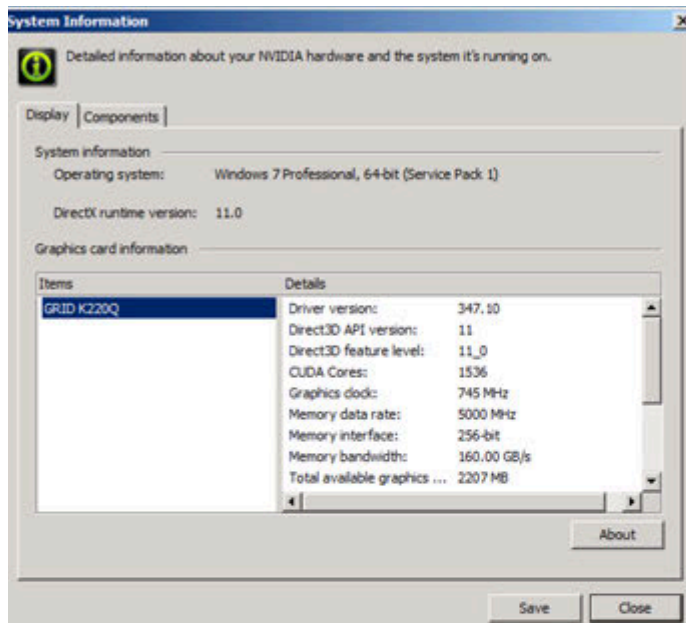 System Information
Detailed information about your NVIDIA hardware and the system it's running on.
Display Components
System information
Operating system: Windows 7 Professional, 64-bit (Service Pack 1)
DirectX runtime version: 11.0
Graphics card information
Items Details
GRID K220Q Driver version: 347.10
Direct3D API version: 11
Direct3D feature level: 11_0
CUDA Cores: 1536
Graphics clock: 745 MHz
Memory data rate: 5000 MHz
Memory interface: 256-bit
Memory bandwidth: 160.00 GB/s
Total available graphics ... 2207 MB
About
Save Close